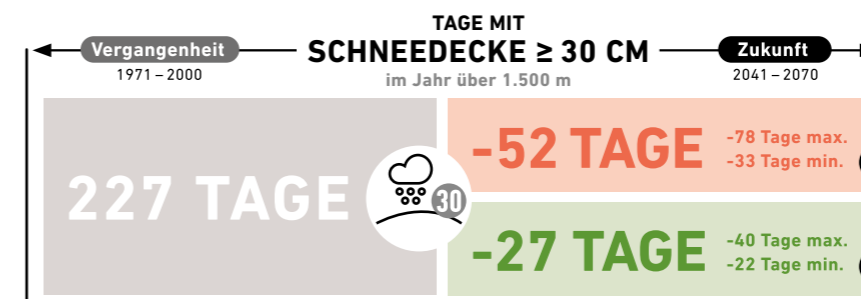 TAGE MIT
Vergangenheit
SCHNEEDECKE ≥ 30 CM
Zukunft
1971 – 2000
im Jahr über 1.500 m
2041 – 2070
227 TAGE
30
-52 TAGE
-78 Tage max.
-33 Tage min.
-27 TAGE
-40 Tage max.
-22 Tage min.